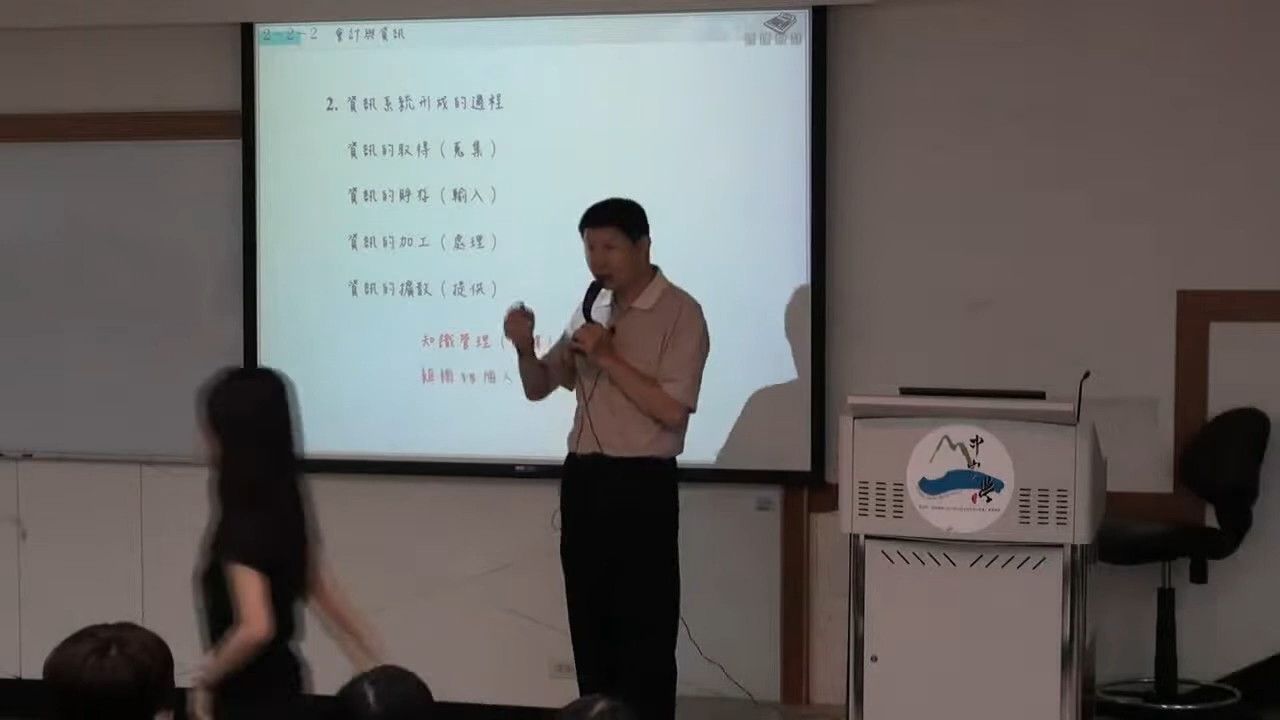 2-2-2 會計與資訊
2. 資訊系統形成的過程
資訊的取得(蒐集)
資訊的貯存(輸入)
資訊的加工(處理)
資訊的擴散(提供)
知識管理(
組織 個人
中山